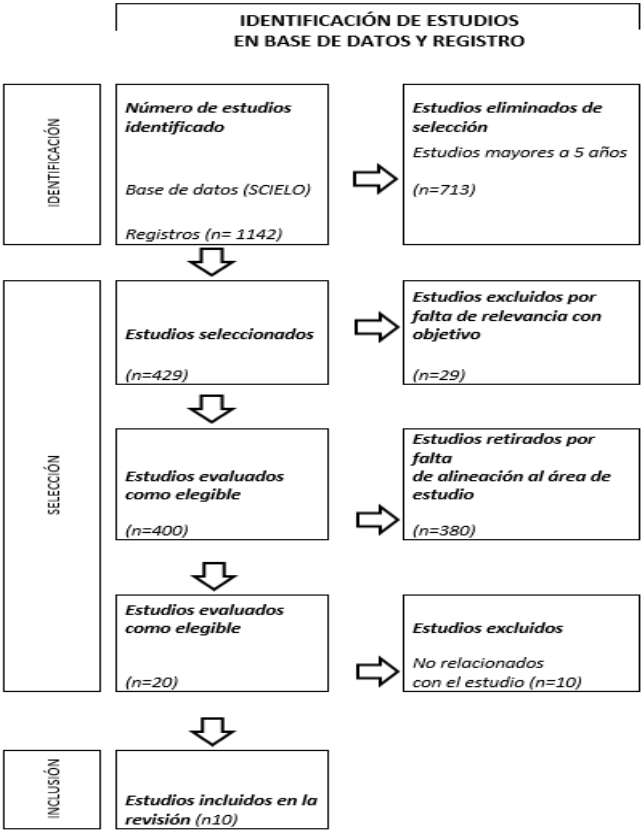 IDENTIFICACIÓN DE ESTUDIOS
EN BASE DE DATOS Y REGISTRO
IDENTIFICACIÓN
Número de estudios
identificado
Base de datos (SCIELO)
Registros (n= 1142)
Estudios eliminados de
selección
Estudios mayores a 5 años
(n=713)
SELECCIÓN
Estudios seleccionados
(n=429)
Estudios excluidos por
falta de relevancia con
objetivo
(n=29)
Estudios evaluados
como elegible
(n=400)
Estudios retirados por
falta
de alineación al área de
estudio
(n=380)
Estudios evaluados
como elegible
(n=20)
Estudios excluidos
No relacionados
con el estudio (n=10)
INCLUSIÓN
Estudios incluidos en la
revisión (n10)